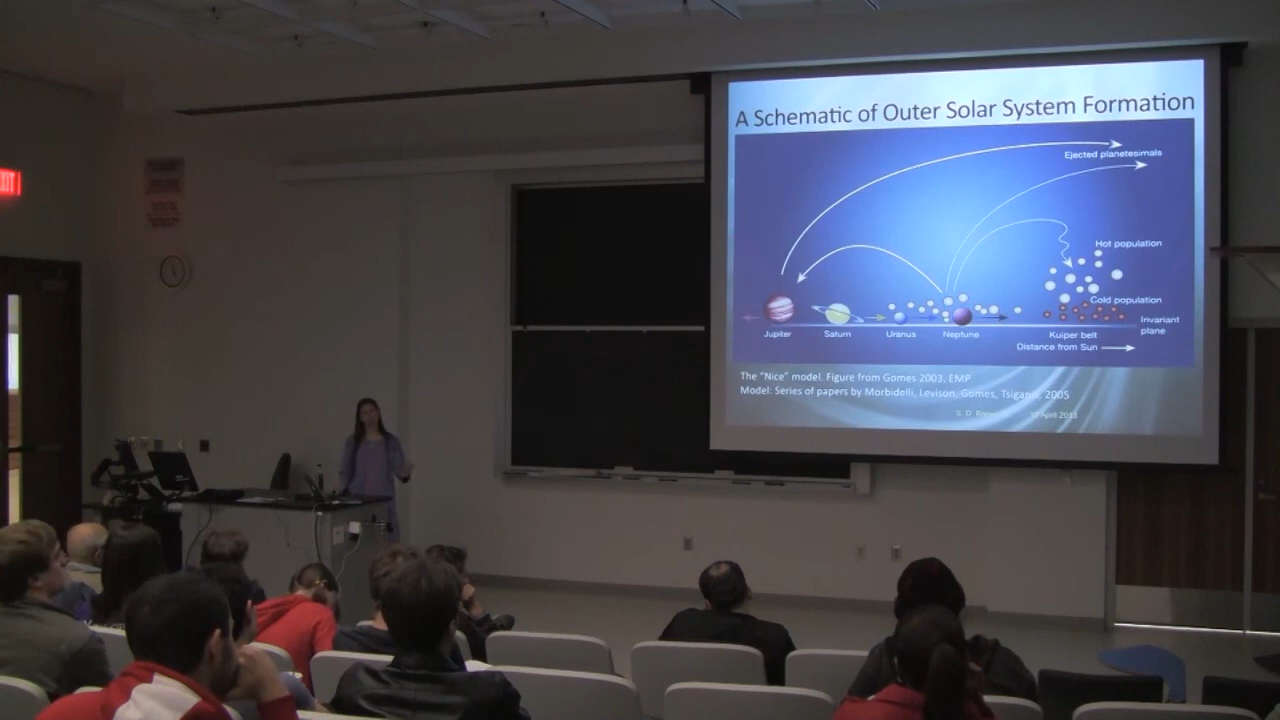 EXIT
A Schematic of Outer Solar System Formation
Ejected planetesimals
Hot population
Cold population
Jupiter
Saturn
Uranus
Neptune
Kuiper belt
Invariant
plane
Distance from Sun
The "Nice" model. Figure from Gomes 2003, EMP
Model: Series of papers by Morbidelli, Levison, Gomes, Tsiganis, 2005
S. D.
April 2013